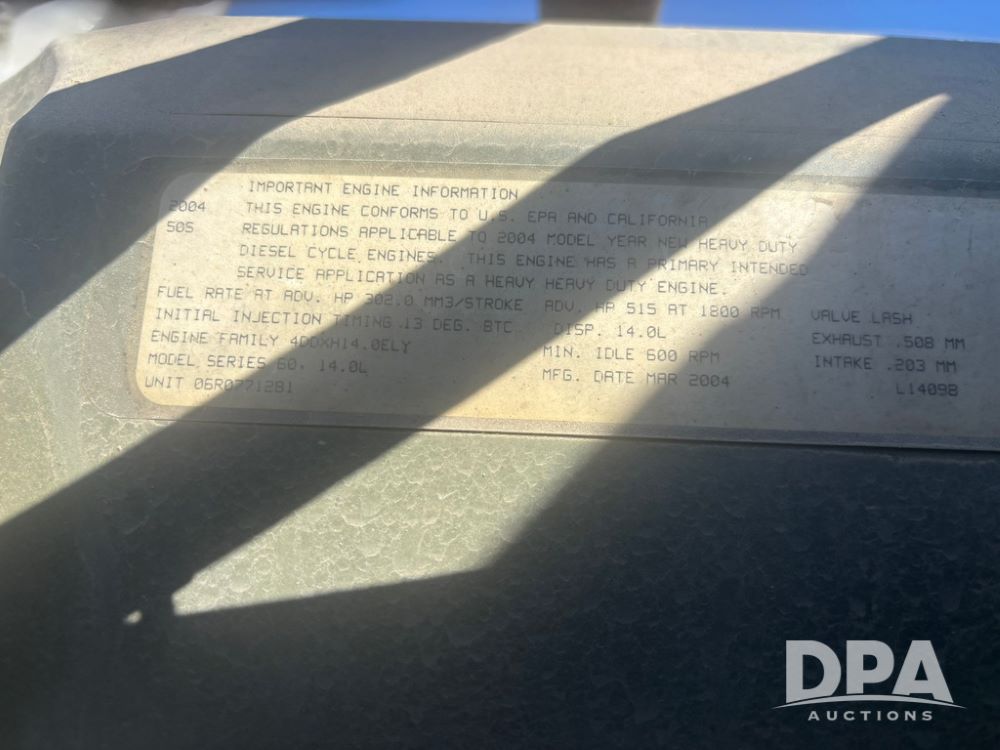 IMPORTANT ENGINE INFORMATION
2004 THIS ENGINE CONFORMS TO U.S. EPA AND CALIFORNIA
505 REGULATIONS APPLICABLE TO 2004 MODEL YEAR NEW HEAVY DUTY
DIESEL CYCLE ENGINES. THIS ENGINE HAS A PRIMARY INTENDED
SERVICE APPLICATION AS A HEAVY HEAVY DUTY ENGINE.
FUEL RATE AT ADV. HP 302.0 MM3/STROKE ADV. HP 515 AT 1800 RPM VALVE LASH
INITIAL INJECTION TIMING 13 DEG. BTC. DISP. 14.0L EXHAUST .508 MM
ENGINE FAMILY 4DDXH14.0ELY MIN. IDLE 600 RPM INTAKE .203 MM
MODEL SERIES 60, 14.0L MFG. DATE MAR 2004 L14098
UNIT 06R0771281
DPA
AUCTIONS